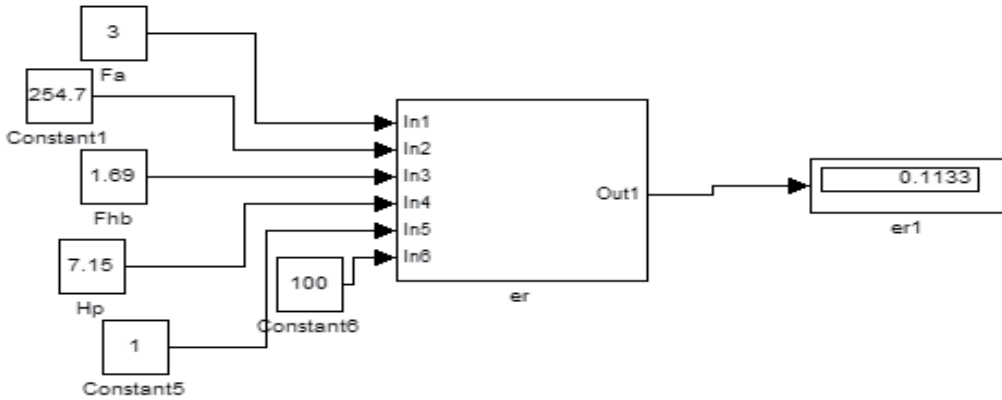 3
Fa
254.7
Constant1
1.69
Fhb
7.15
Hp
1
Constant5
100
Constant6
In1
In2
In3
In4
In5
In6
Out1
er
0.1133
er1